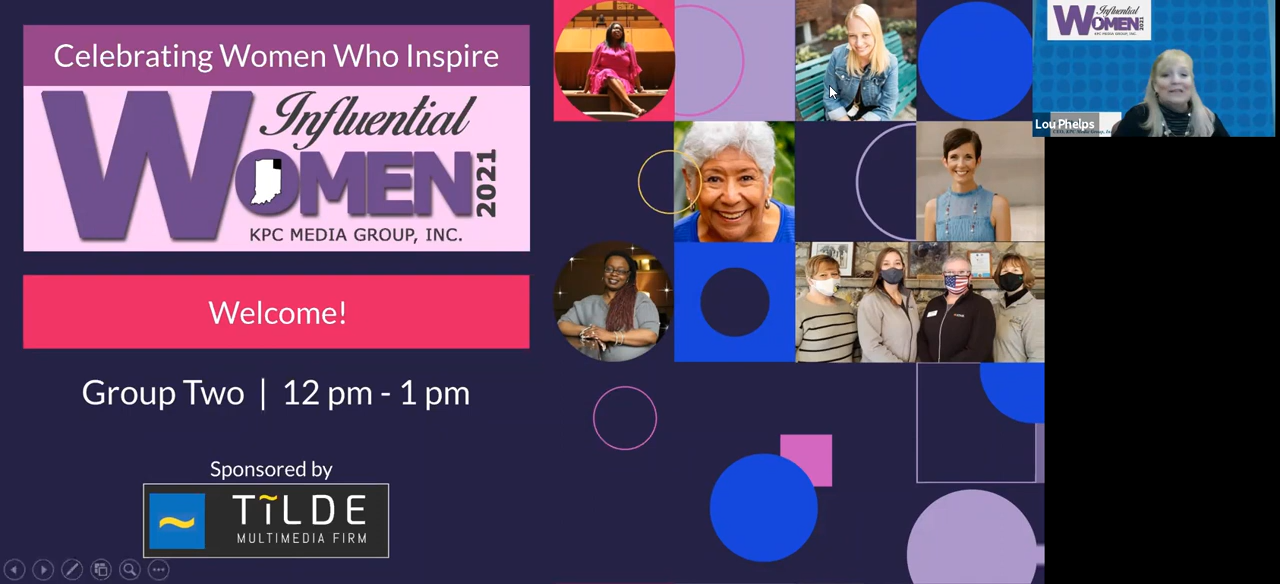 Celebrating Women Who Inspire
Influential
WOMEN
2021
KPC MEDIA GROUP, INC.
Welcome!
Group Two | 12 pm - 1 pm
Sponsored by
~ TILDE
MULTIMEDIA FIRM
Influential
WOMEN
2021
KPC MEDIA GROUP, INC.
Lou Phelps